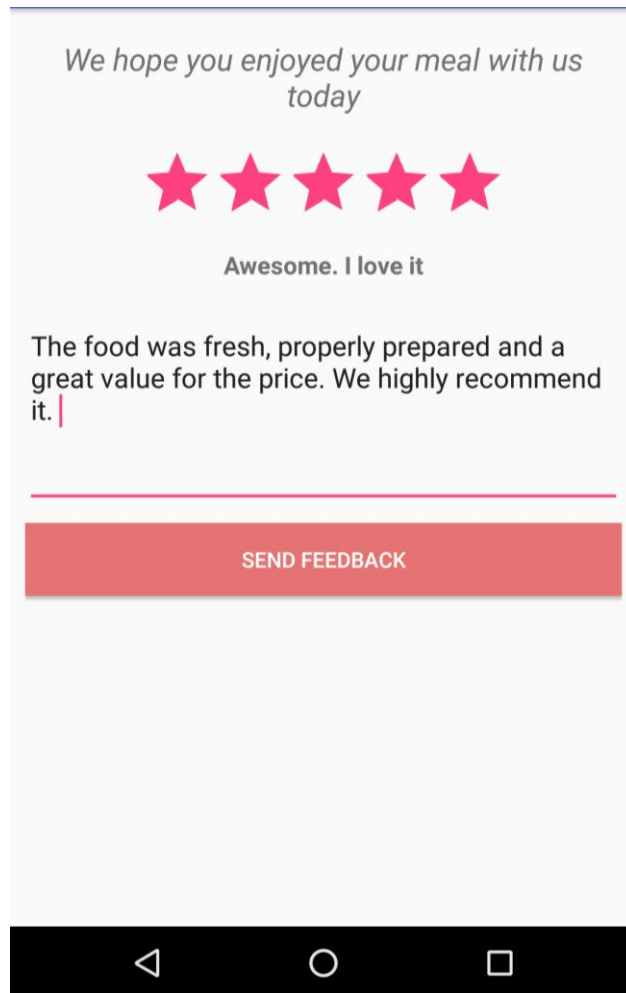 We hope you enjoyed your meal with us
today
Awesome. I love it
The food was fresh, properly prepared and a
great value for the price. We highly recommend
it.
SEND FEEDBACK